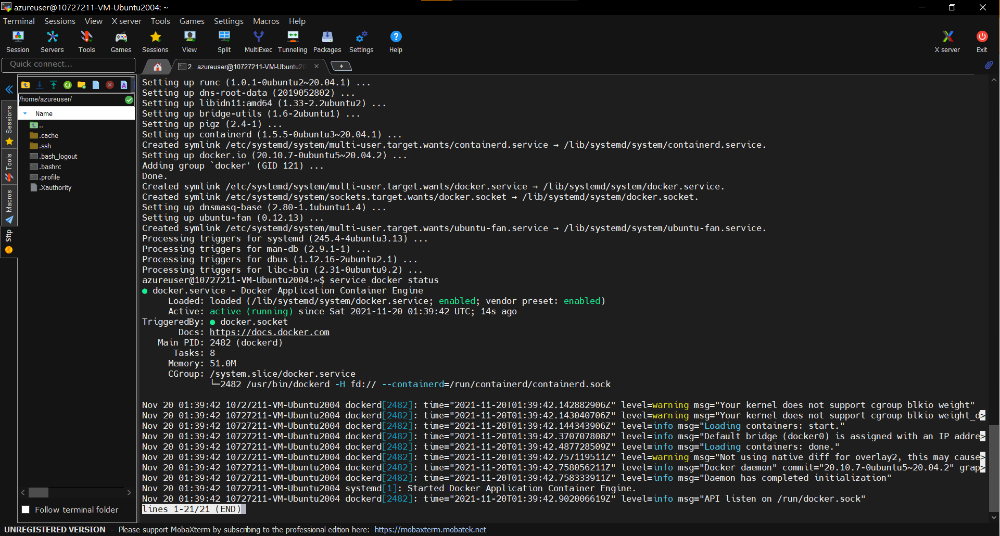 azureuser@10727211-VM-Ubuntu2004: ~
Terminal Sessions View X server Tools Games Settings Macros Help
Session Servers Tools Games Sessions View Split MultiExec Tunneling Packages Settings Help X server Exit
Quick connect...
2. azureuser@10727211-VM-Ubuntu20
/home/azureuser/
Name
..
.cache
.ssh
.bash_logout
.bashrc
.profile
.Xauthority
Sessions
Tools
Macros
Sftp
Follow terminal folder
Setting up runc (1.0.1-0ubuntu2~20.04.1) ...
Setting up dns-root-data (2019052802) ...
Setting up libidn11:amd64 (1.33-2.2ubuntu2) ...
Setting up bridge-utils (1.6-2ubuntu1) ...
Setting up pigz (2.4-1) ...
Setting up containerd (1.5.5-0ubuntu3~20.04.1) ...
Created symlink /etc/systemd/system/multi-user.target.wants/containerd.service → /lib/systemd/system/containerd.service.
Setting up docker.io (20.10.7-0ubuntu5~20.04.2) ...
Adding group `docker' (GID 121) ...
Done.
Created symlink /etc/systemd/system/multi-user.target.wants/docker.service → /lib/systemd/system/docker.service.
Created symlink /etc/systemd/system/sockets.target.wants/docker.socket → /lib/systemd/system/docker.socket.
Setting up dnsmasq-base (2.80-1.1ubuntu1.4) ...
Setting up ubuntu-fan (0.12.13) ...
Created symlink /etc/systemd/system/multi-user.target.wants/ubuntu-fan.service → /lib/systemd/system/ubuntu-fan.service.
Processing triggers for systemd (245.4-4ubuntu3.13) ...
Processing triggers for man-db (2.9.1-1) ...
Processing triggers for dbus (1.12.16-2ubuntu2.1) ...
Processing triggers for libc-bin (2.31-0ubuntu9.2) ...
azureuser@10727211-VM-Ubuntu2004:~$ service docker status
● docker.service - Docker Application Container Engine
Loaded: loaded (/lib/systemd/system/docker.service; enabled; vendor preset: enabled)
Active: active (running) since Sat 2021-11-20 01:39:42 UTC; 14s ago
TriggeredBy: ● docker.socket
Docs: https://docs.docker.com
Main PID: 2482 (dockerd)
Tasks: 8
Memory: 51.0M
CGroup: /system.slice/docker.service
└─2482 /usr/bin/dockerd -H fd:// --containerd=/run/containerd/containerd.sock
Nov 20 01:39:42 10727211-VM-Ubuntu2004 dockerd[2482]: time="2021-11-20T01:39:42.142882906Z" level=warning msg="Your kernel does not support cgroup blkio weight"
Nov 20 01:39:42 10727211-VM-Ubuntu2004 dockerd[2482]: time="2021-11-20T01:39:42.143040706Z" level=warning msg="Your kernel does not support cgroup blkio weight_d>
Nov 20 01:39:42 10727211-VM-Ubuntu2004 dockerd[2482]: time="2021-11-20T01:39:42.144343906Z" level=info msg="Loading containers: start."
Nov 20 01:39:42 10727211-VM-Ubuntu2004 dockerd[2482]: time="2021-11-20T01:39:42.370707808Z" level=info msg="Default bridge (docker0) is assigned with an IP addre>
Nov 20 01:39:42 10727211-VM-Ubuntu2004 dockerd[2482]: time="2021-11-20T01:39:42.487728509Z" level=info msg="Loading containers: done."
Nov 20 01:39:42 10727211-VM-Ubuntu2004 dockerd[2482]: time="2021-11-20T01:39:42.757119511Z" level=warning msg="Not using native diff for overlay2, this may cause>
Nov 20 01:39:42 10727211-VM-Ubuntu2004 dockerd[2482]: time="2021-11-20T01:39:42.758056211Z" level=info msg="Docker daemon" commit="20.10.7-0ubuntu5~20.04.2" grap>
Nov 20 01:39:42 10727211-VM-Ubuntu2004 dockerd[2482]: time="2021-11-20T01:39:42.758333911Z" level=info msg="Daemon has completed initialization"
Nov 20 01:39:42 10727211-VM-Ubuntu2004 systemd[1]: Started Docker Application Container Engine.
Nov 20 01:39:42 10727211-VM-Ubuntu2004 dockerd[2482]: time="2021-11-20T01:39:42.902006619Z" level=info msg="API listen on /run/docker.sock"
lines 1-21/21 (END)
UNREGISTERED VERSION - Please support MobaXterm by subscribing to the professional edition here: https://mobaxterm.mobatek.net